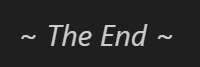 ~ The End ~